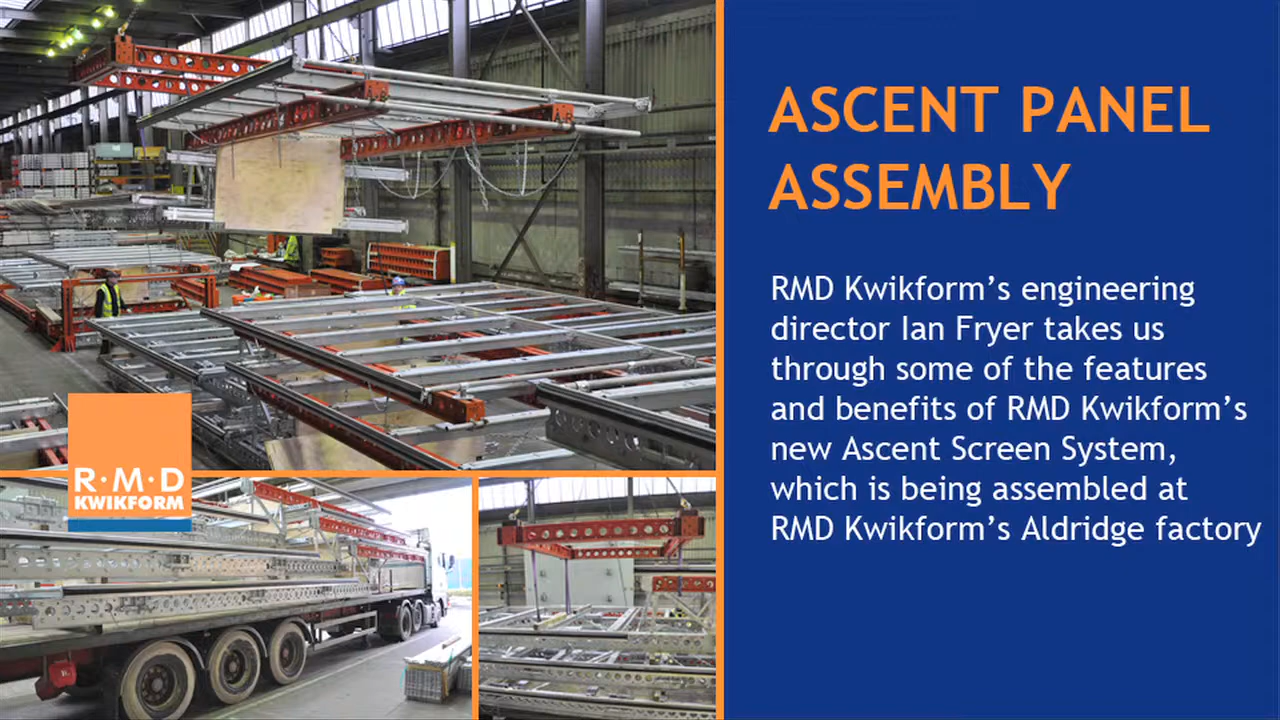 ASCENT PANEL
ASSEMBLY
RMD Kwikform’s engineering
director Ian Fryer takes us
through some of the features
and benefits of RMD Kwikform’s
new Ascent Screen System,
which is being assembled at
RMD Kwikform’s Aldridge factory
R·M·D
KWIKFORM